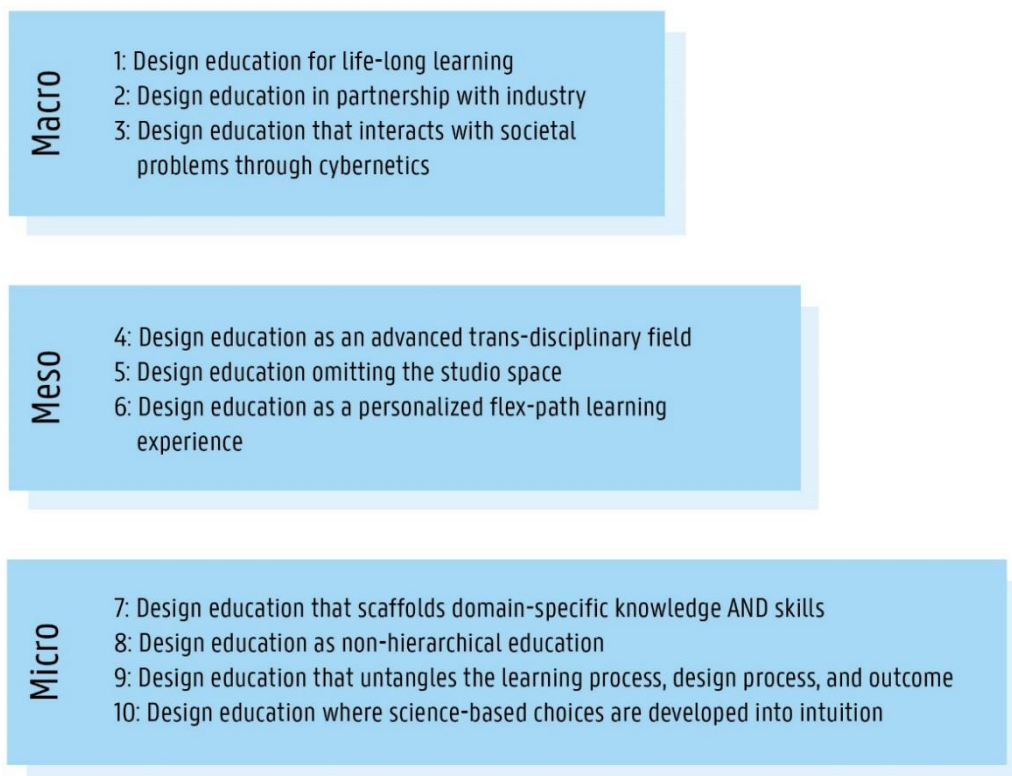 Macro
1: Design education for life-long learning
2: Design education in partnership with industry
3: Design education that interacts with societal
problems through cybernetics
Meso
4: Design education as an advanced trans-disciplinary field
5: Design education omitting the studio space
6: Design education as a personalized flex-path learning
experience
Micro
7: Design education that scaffolds domain-specific knowledge AND skills
8: Design education as non-hierarchical education
9: Design education that untangles the learning process, design process, and outcome
10: Design education where science-based choices are developed into intuition